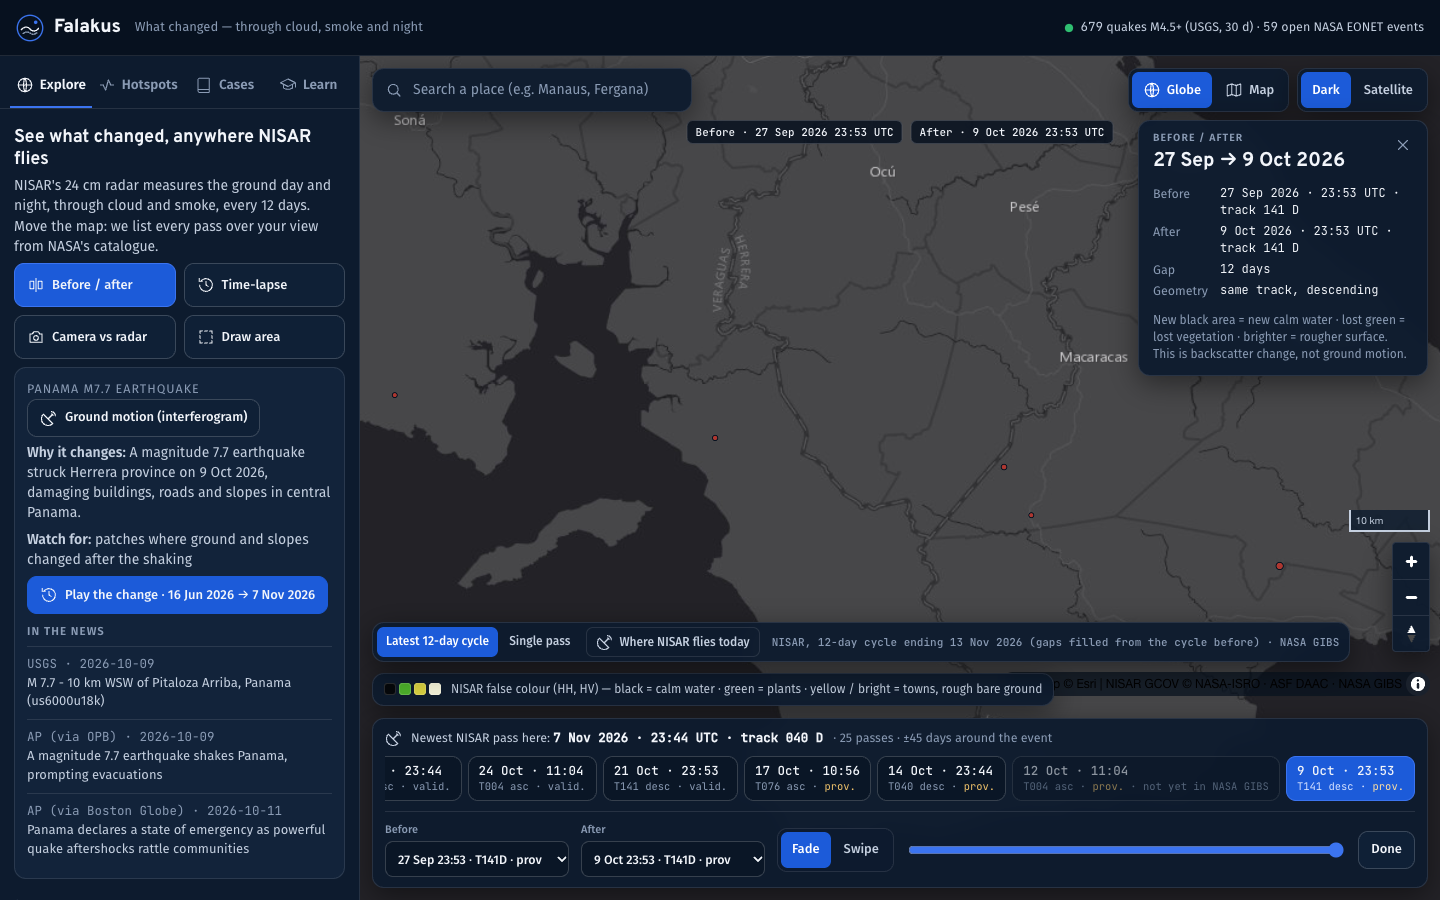 Falakus
What changed — through cloud, smoke and night
679 quakes M4.5+ (USGS, 30 d) · 59 open NASA EONET events
Explore
Hotspots
Cases
Learn
See what changed, anywhere NISAR
flies
NISAR's 24 cm radar measures the ground day and
night, through cloud and smoke, every 12 days.
Move the map: we list every pass over your view
from NASA's catalogue.
Before / after
Time-lapse
Camera vs radar
Draw area
PANAMA M7.7 EARTHQUAKE
Ground motion (interferogram)
Why it changes: A magnitude 7.7 earthquake
struck Herrera province on 9 Oct 2026,
damaging buildings, roads and slopes in central
Panama.
Watch for: patches where ground and slopes
changed after the shaking
Play the change · 16 Jun 2026 → 7 Nov 2026
IN THE NEWS
USGS · 2026-10-09
M 7.7 - 10 km WSW of Pitaloza Arriba, Panama
(us6000u18k)
AP (via OPB) · 2026-10-09
A magnitude 7.7 earthquake shakes Panama,
prompting evacuations
AP (via Boston Globe) · 2026-10-11
Panama declares a state of emergency as powerful
quake aftershocks rattle communities
Search a place (e.g. Manaus, Fergana)
Globe
Map
Dark
Satellite
Soná
Before · 27 Sep 2026 23:53 UTC
After · 9 Oct 2026 23:53 UTC
Ocú
Pesé
VERAGUAS
HERRERA
Macaracas
BEFORE / AFTER
27 Sep → 9 Oct 2026
Before 27 Sep 2026 · 23:53 UTC ·
track 141 D
After 9 Oct 2026 · 23:53 UTC ·
track 141 D
Gap 12 days
Geometry same track, descending
New black area = new calm water · lost green =
lost vegetation · brighter = rougher surface.
This is backscatter change, not ground motion.
10 km
Latest 12-day cycle
Single pass
Where NISAR flies today
NISAR, 12-day cycle ending 13 Nov 2026 (gaps filled from the cycle before) · NASA GIBS
NISAR false colour (HH, HV) — black = calm water · green = plants · yellow / bright = towns, rough bare ground
© Esri | NISAR GCOV © NASA-ISRO · ASF DAAC · NASA GIBS
Newest NISAR pass here: 7 Nov 2026 · 23:44 UTC · track 040 D · 25 passes · ±45 days around the event
· 23:44
· valid.
24 Oct · 11:04
T004 asc · valid.
21 Oct · 23:53
T141 desc · valid.
17 Oct · 10:56
T076 asc · prov.
14 Oct · 23:44
T040 desc · prov.
12 Oct · 11:04
T004 asc · prov. · not yet in NASA GIBS
9 Oct · 23:53
T141 desc · prov.
Before
27 Sep 23:53 · T141D · prov
After
9 Oct 23:53 · T141D · prov
Fade
Swipe
Done